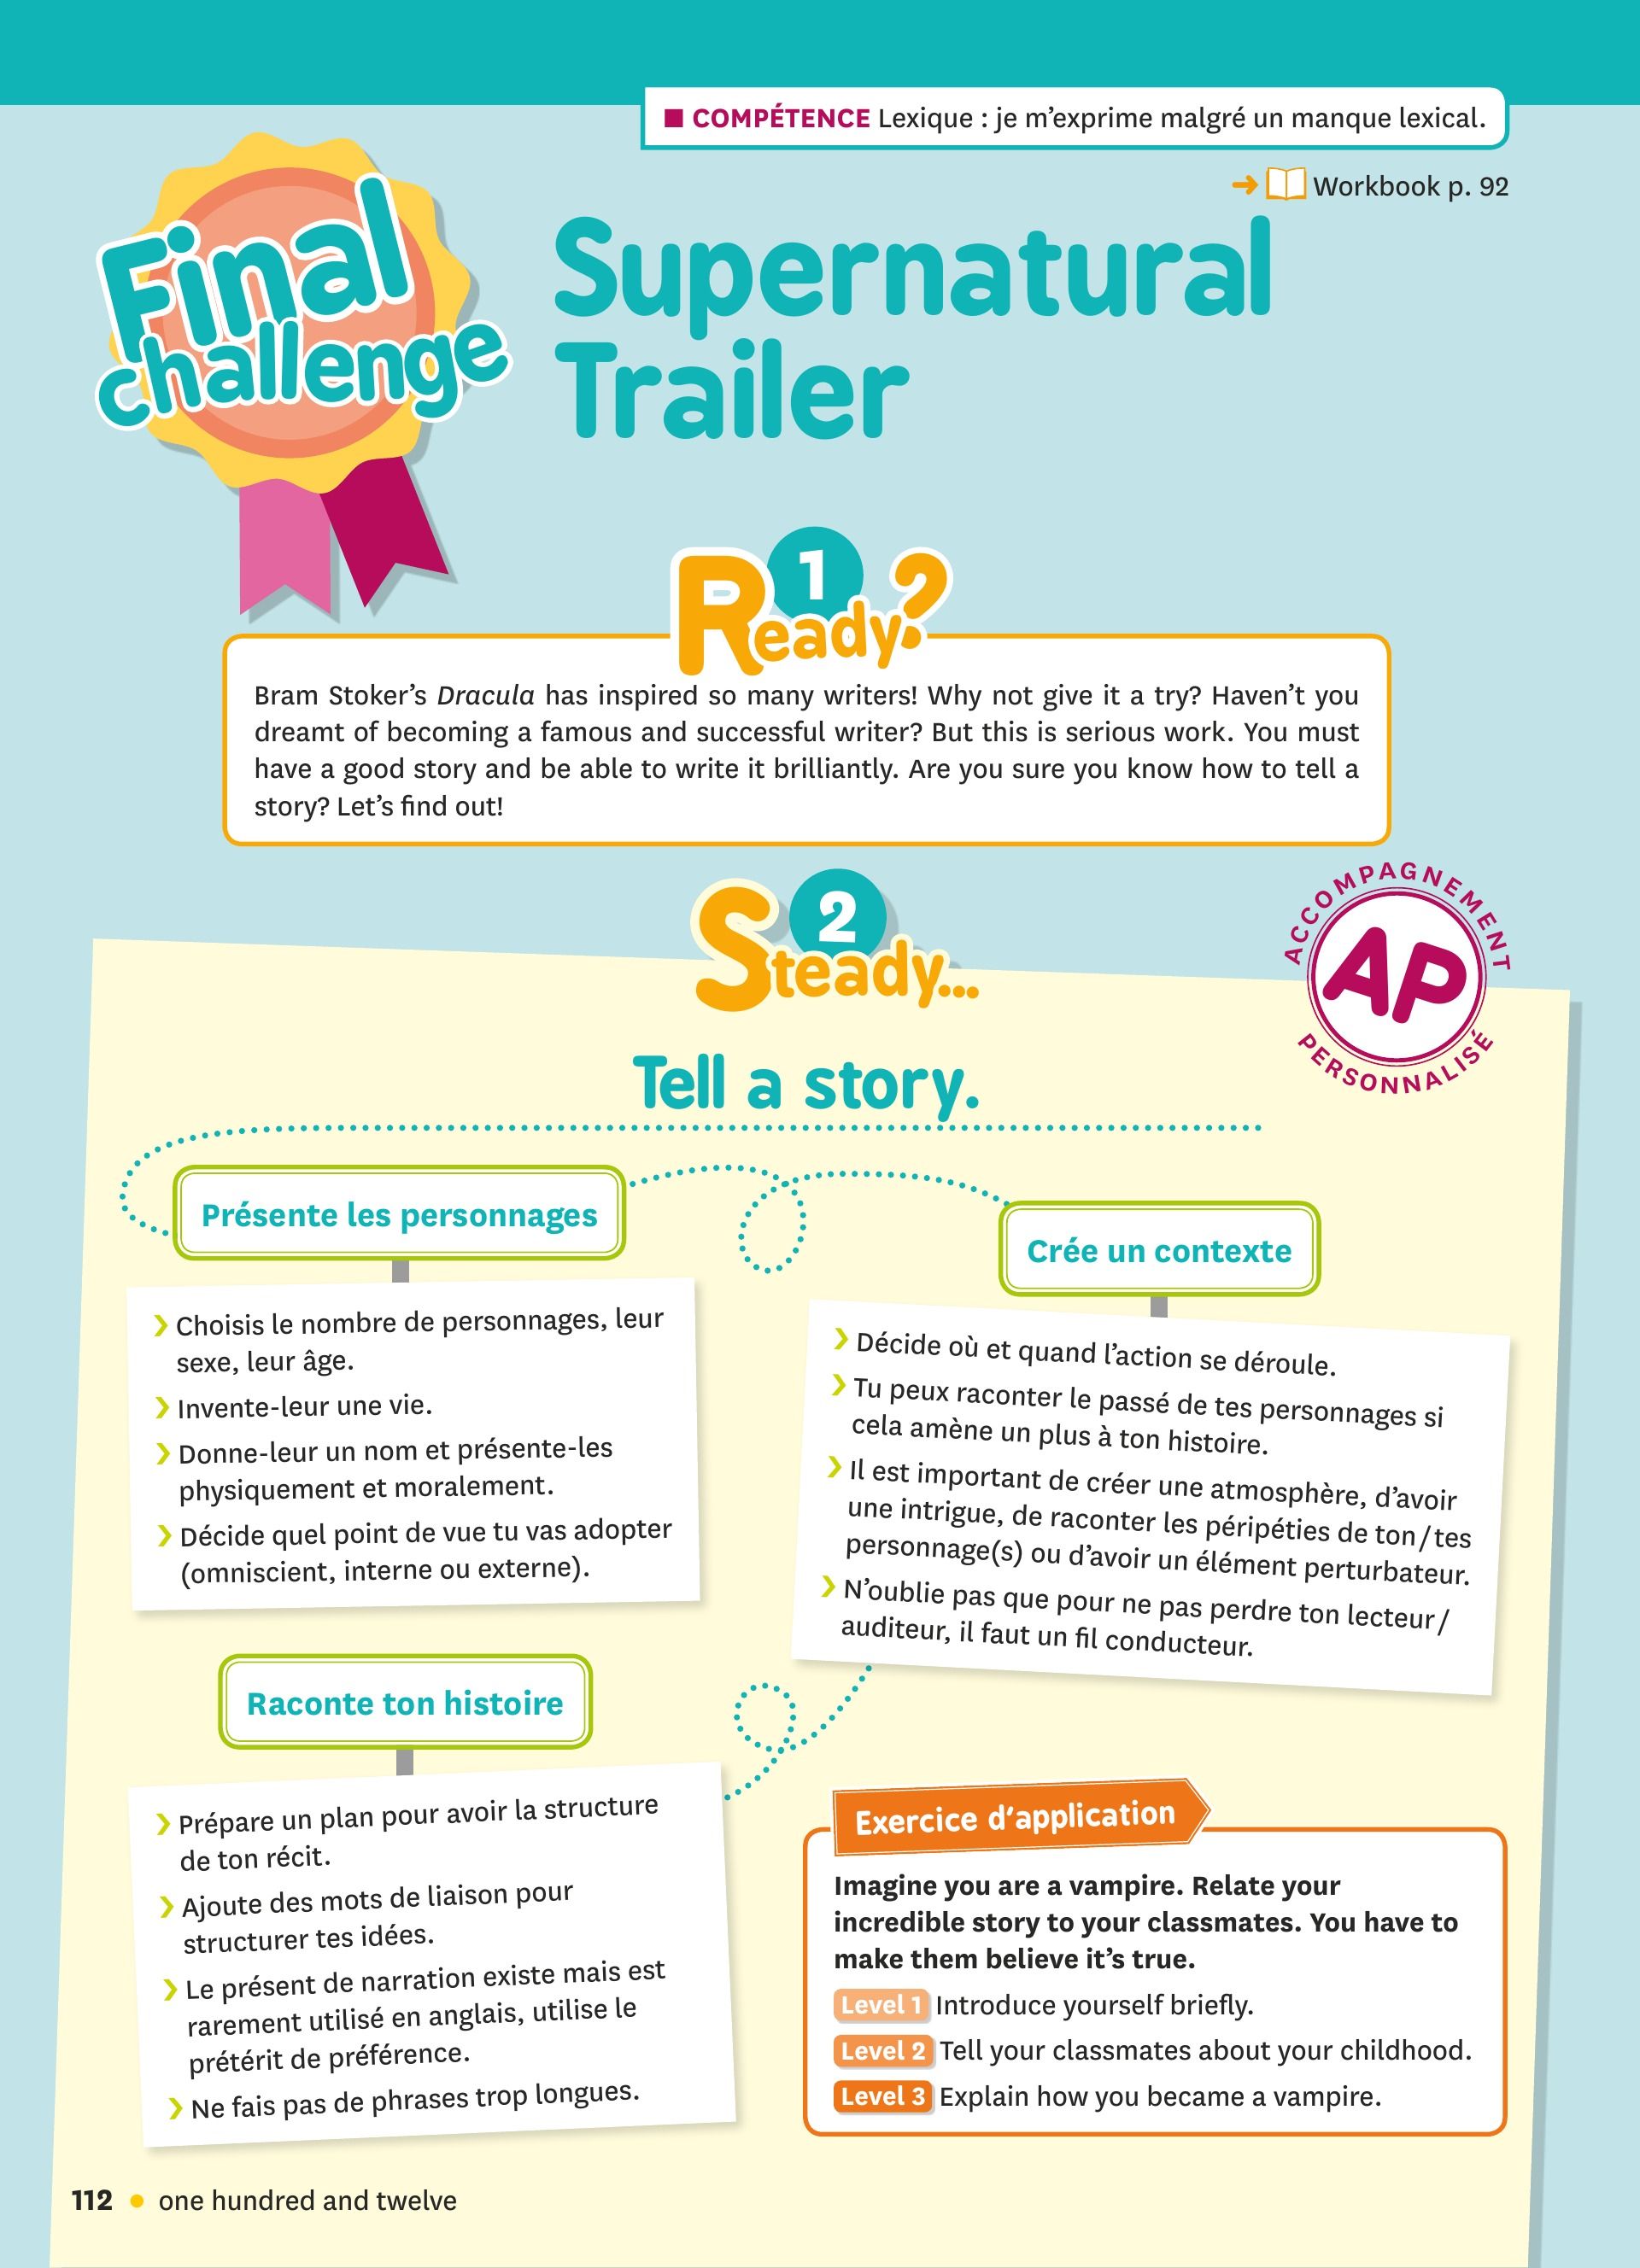 ■ COMPÉTENCE Lexique : je m’exprime malgré un manque lexical.
➜ Workbook p. 92
Final
challenge
Supernatural
Trailer
1
Ready?
Bram Stoker’s Dracula has inspired so many writers! Why not give it a try? Haven’t you
dreamt of becoming a famous and successful writer? But this is serious work. You must
have a good story and be able to write it brilliantly. Are you sure you know how to tell a
story? Let’s find out!
2
Steady...
ACCOMPAGNEMENT
AP
PERSONNALISÉ
Tell a story.
Présente les personnages
❯ Choisis le nombre de personnages, leur
sexe, leur âge.
❯ Invente-leur une vie.
❯ Donne-leur un nom et présente-les
physiquement et moralement.
❯ Décide quel point de vue tu vas adopter
(omniscient, interne ou externe).
Crée un contexte
❯ Décide où et quand l’action se déroule.
❯ Tu peux raconter le passé de tes personnages si
cela amène un plus à ton histoire.
❯ Il est important de créer une atmosphère, d’avoir
une intrigue, de raconter les péripéties de ton/tes
personnage(s) ou d’avoir un élément perturbateur.
❯ N’oublie pas que pour ne pas perdre ton lecteur/
auditeur, il faut un fil conducteur.
Raconte ton histoire
❯ Prépare un plan pour avoir la structure
de ton récit.
❯ Ajoute des mots de liaison pour
structurer tes idées.
❯ Le présent de narration existe mais est
rarement utilisé en anglais, utilise le
prétérit de préférence.
❯ Ne fais pas de phrases trop longues.
Exercice d’application
Imagine you are a vampire. Relate your
incredible story to your classmates. You have to
make them believe it’s true.
Level 1 Introduce yourself briefly.
Level 2 Tell your classmates about your childhood.
Level 3 Explain how you became a vampire.
112 • one hundred and twelve